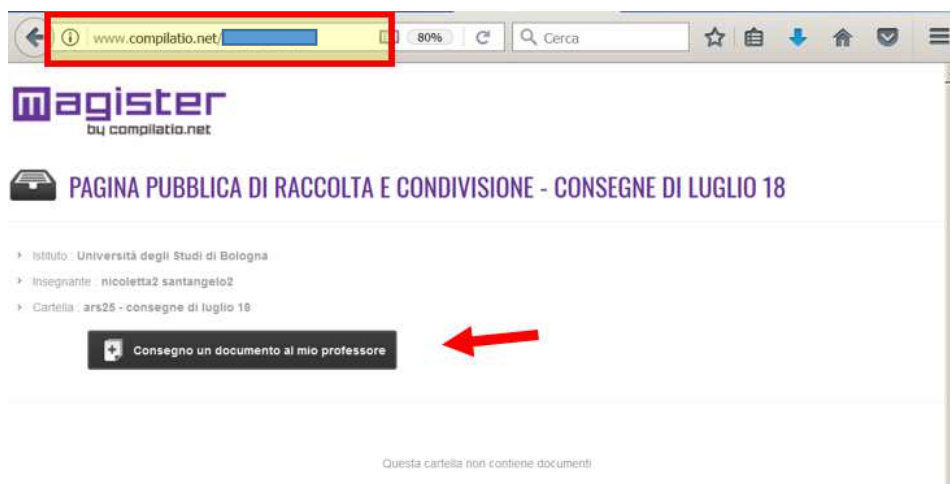 www.compilatio.net/
80%
Cerca
magister
by compilatio.net
PAGINA PUBBLICA DI RACCOLTA E CONDIVISIONE - CONSEGNE DI LUGLIO 18
Istituto : Università degli Studi di Bologna
Insegnante : nicoletta2 santangelo2
Cartella : ars25 - consegne di luglio 18
Consegno un documento al mio professore
Questa cartella non contiene documenti